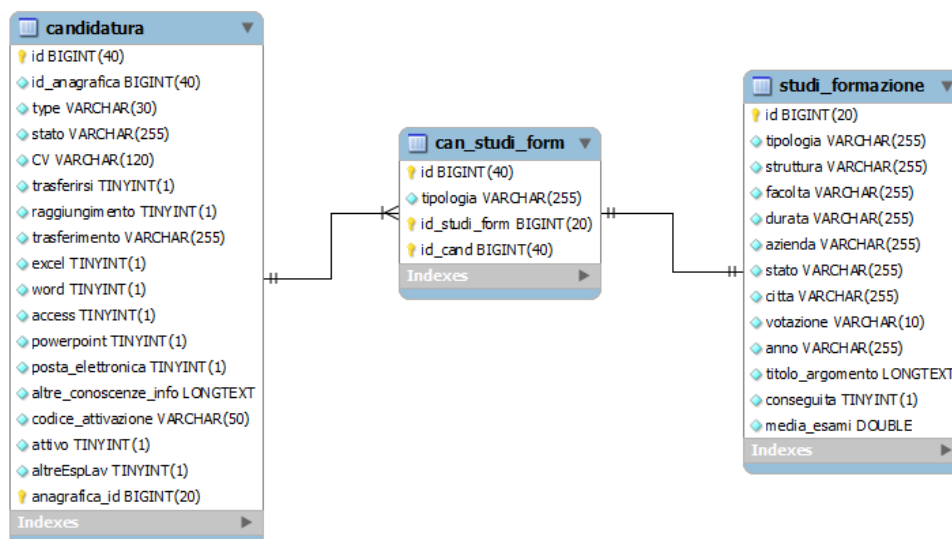 candidatura
id BIGINT(40)
id_anagrafica BIGINT(40)
type VARCHAR(30)
stato VARCHAR(255)
CV VARCHAR(120)
trasferirsi TINYINT(1)
raggiungimento TINYINT(1)
trasferimento VARCHAR(255)
excel TINYINT(1)
word TINYINT(1)
access TINYINT(1)
powerpoint TINYINT(1)
posta_elettronica TINYINT(1)
altre_conoscenze_info LONGTEXT
codice_attivazione VARCHAR(50)
attivo TINYINT(1)
altreEspLav TINYINT(1)
anagrafica_id BIGINT(20)
Indexes
can_studi_form
id BIGINT(40)
tipologia VARCHAR(255)
id_studi_form BIGINT(20)
id_cand BIGINT(40)
Indexes
studi_formazione
id BIGINT(20)
tipologia VARCHAR(255)
struttura VARCHAR(255)
facolta VARCHAR(255)
durata VARCHAR(255)
azienda VARCHAR(255)
stato VARCHAR(255)
citta VARCHAR(255)
votazione VARCHAR(10)
anno VARCHAR(255)
titolo_argomento LONGTEXT
conseguita TINYINT(1)
media_esami DOUBLE
Indexes